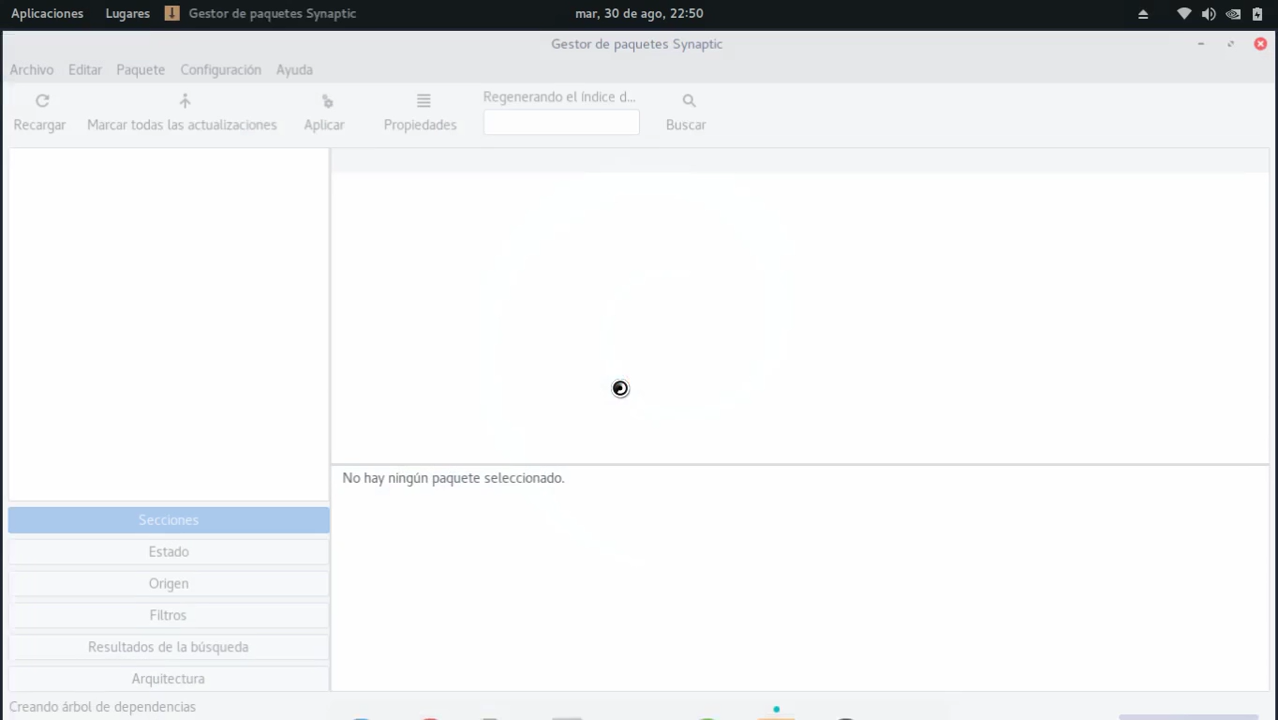 Aplicaciones Lugares Gestor de paquetes Synaptic mar, 30 de ago, 22:50
Gestor de paquetes Synaptic
Archivo Editar Paquete Configuración Ayuda
Regenerando el índice d...
Recargar Marcar todas las actualizaciones Aplicar Propiedades Buscar
No hay ningún paquete seleccionado.
Secciones
Estado
Origen
Filtros
Resultados de la búsqueda
Arquitectura
Creando árbol de dependencias